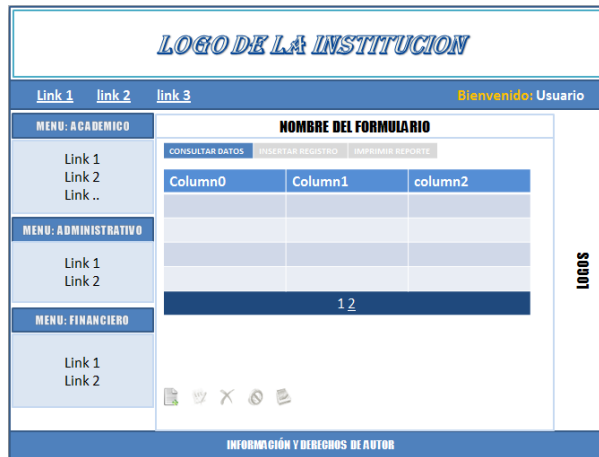 LOGO DE LA INSTITUCION
Link 1 link 2 link 3 Bienvenido: Usuario
MENU: ACADEMICO
Link 1
Link 2
Link ..
MENU: ADMINISTRATIVO
Link 1
Link 2
MENU: FINANCIERO
Link 1
Link 2
NOMBRE DEL FORMULARIO
CONSULTAR DATOS INSERTAR REGISTRO IMPRIMIR REPORTE
Column0 Column1 column2
1 2
LOGOS
INFORMACIÓN Y DERECHOS DE AUTOR